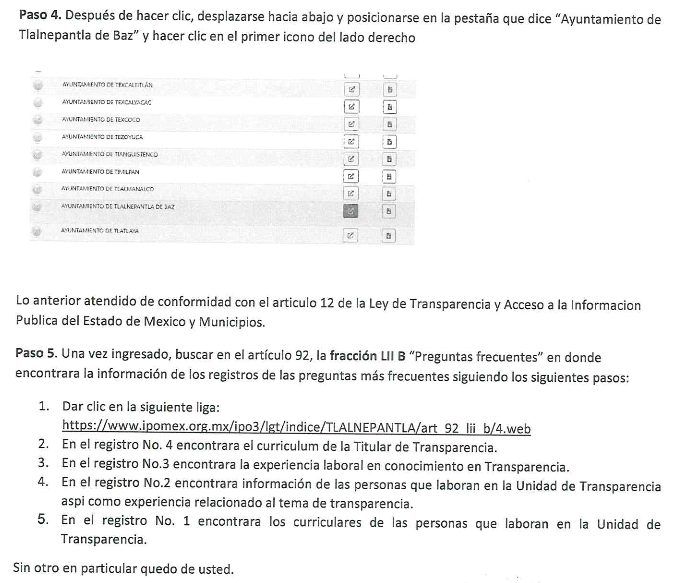 Paso 4. Después de hacer clic, desplazarse hacia abajo y posicionarse en la pestaña que dice “Ayuntamiento de
Tlalnepantla de Baz” y hacer clic en el primer icono del lado derecho
AYUNTAMIENTO DE TEXCALTITLÁN
AYUNTAMIENTO DE TEXCALYACAC
AYUNTAMIENTO DE TEXCOCO
AYUNTAMIENTO DE TEZOYUCA
AYUNTAMIENTO DE TIANGUISTENCO
AYUNTAMIENTO DE TIMILPAN
AYUNTAMIENTO DE TLALMANALCO
AYUNTAMIENTO DE TLALNEPANTLA DE BAZ
AYUNTAMIENTO DE TLATLAYA
Lo anterior atendido de conformidad con el articulo 12 de la Ley de Transparencia y Acceso a la Informacion
Publica del Estado de Mexico y Municipios.
Paso 5. Una vez ingresado, buscar en el artículo 92, la fracción LII B “Preguntas frecuentes” en donde
encontrara la información de los registros de las preguntas más frecuentes siguiendo los siguientes pasos:
1. Dar clic en la siguiente liga:
https://www.ipomex.org.mx/ipo3/lgt/indice/TLALNEPANTLA/art_92_lii_b/4.web
2. En el registro No. 4 encontrara el curriculum de la Titular de Transparencia.
3. En el registro No.3 encontrara la experiencia laboral en conocimiento en Transparencia.
4. En el registro No.2 encontrara información de las personas que laboran en la Unidad de Transparencia
aspi como experiencia relacionado al tema de transparencia.
5. En el registro No. 1 encontrara los curriculares de las personas que laboran en la Unidad de
Transparencia.
Sin otro en particular quedo de usted.